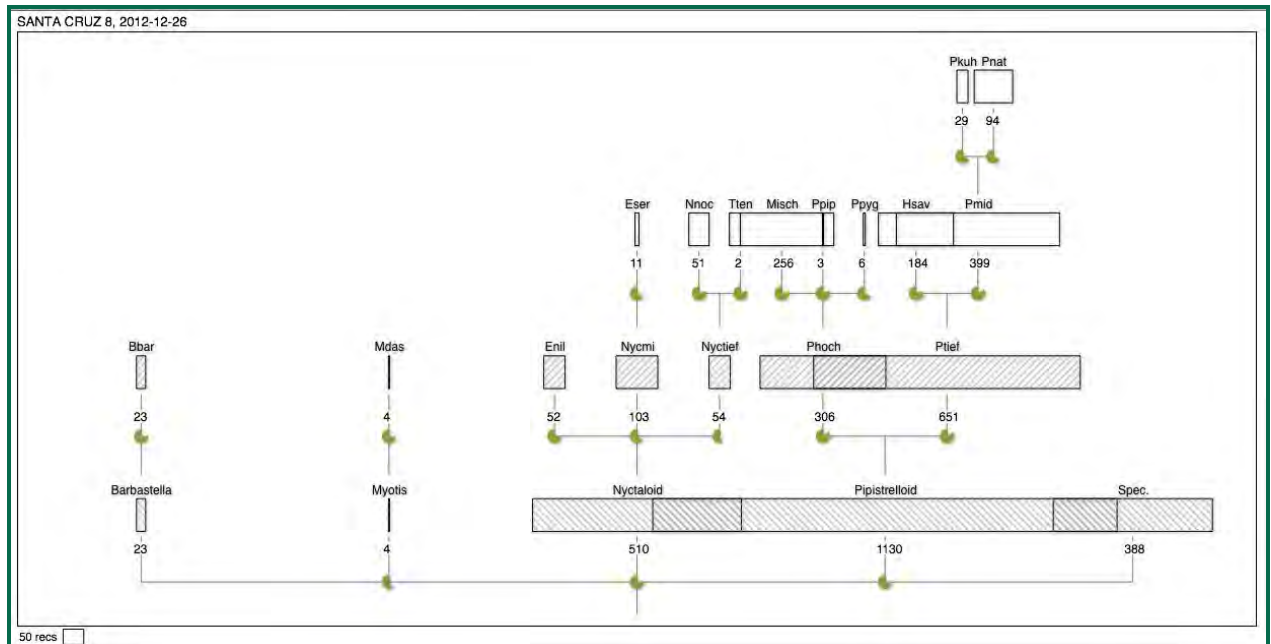 SANTA CRUZ 8, 2012-12-26
Pkuh Pnat
29 94
Eser Nnoc Tten Misch Ppip Ppyg Hsav Pmid
11 51 2 256 3 6 184 399
Bbar Mdas Enil Nycmi Nyctief Phoch Ptief
23 4 52 103 54 306 651
Barbastella Myotis Nyctaloid Pipistrelloid Spec.
23 4 510 1130 388
50 recs